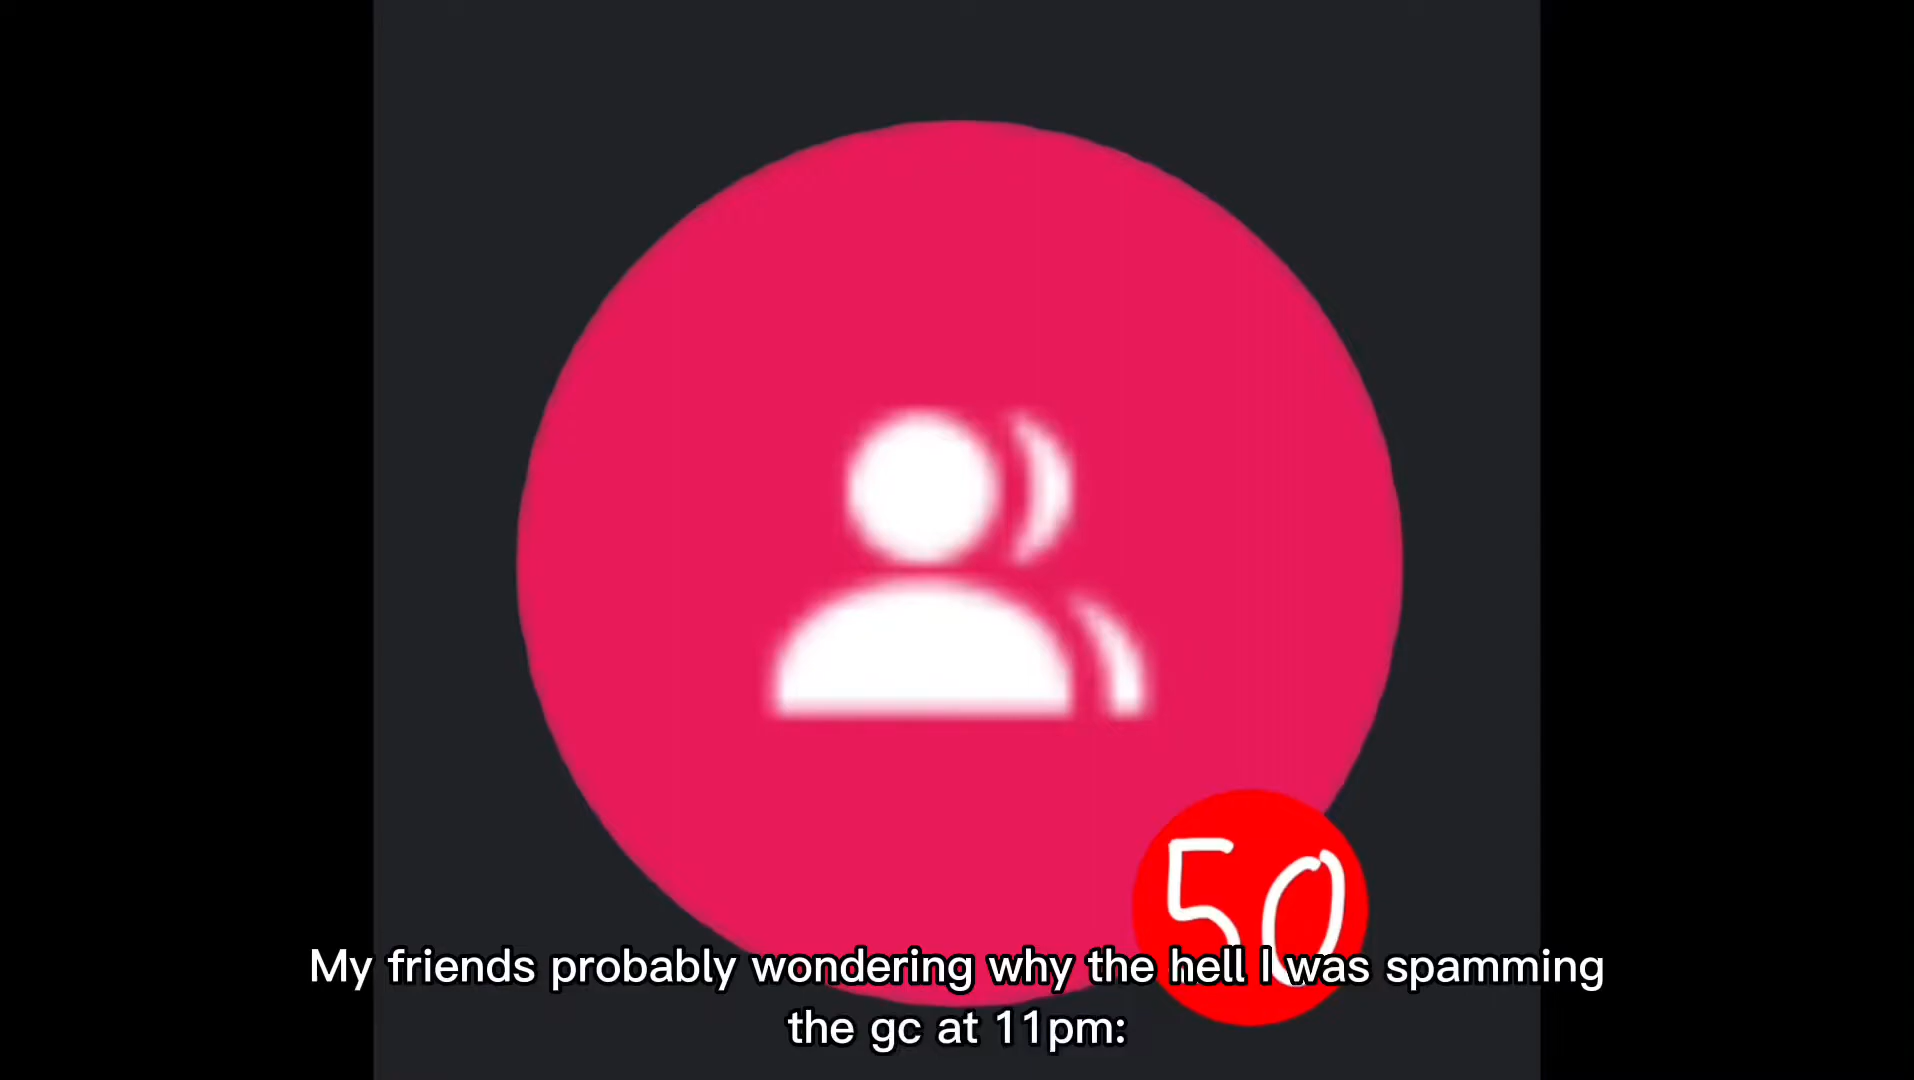 50
My friends probably wondering why the hell I was spamming
the gc at 11pm: